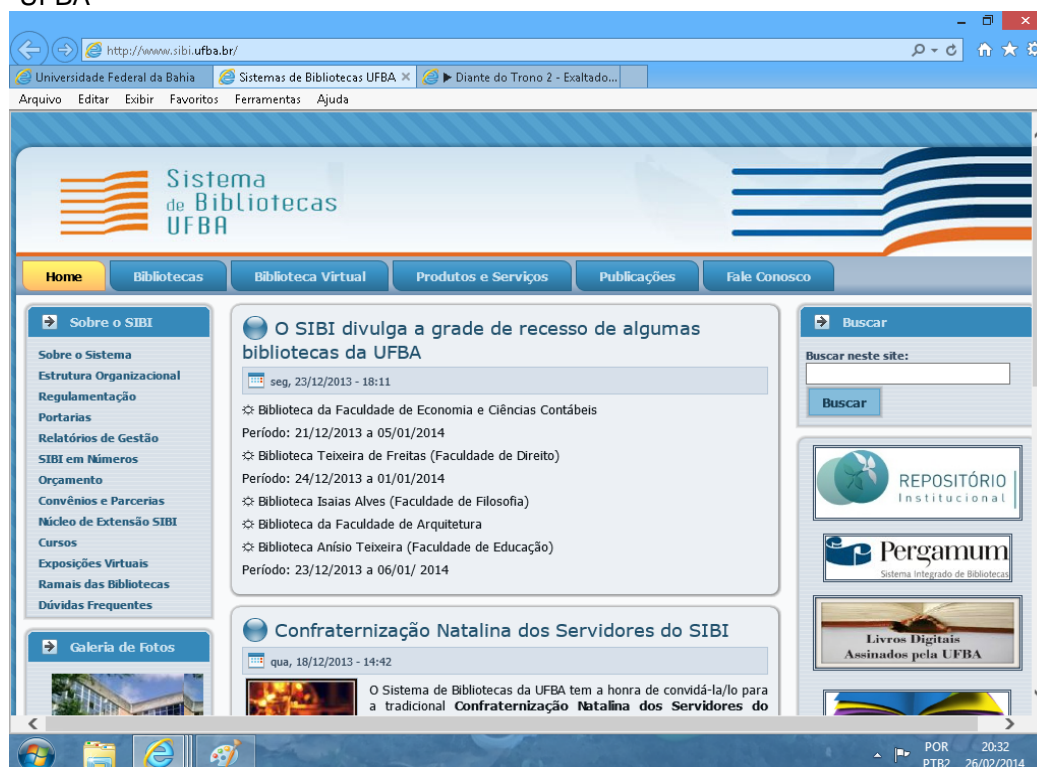 UFBA
http://www.sibi.ufba.br/
Universidade Federal da Bahia
Sistemas de Bibliotecas UFBA
Diante do Trono 2 - Exaltado...
Arquivo Editar Exibir Favoritos Ferramentas Ajuda
Sistema
de Bibliotecas
UFBA
Home Bibliotecas Biblioteca Virtual Produtos e Serviços Publicações Fale Conosco
Sobre o SIBI
Sobre o Sistema
Estrutura Organizacional
Regulamentação
Portarias
Relatórios de Gestão
SIBI em Números
Orçamento
Convênios e Parcerias
Núcleo de Extensão SIBI
Cursos
Exposições Virtuais
Ramais das Bibliotecas
Dúvidas Frequentes
Galeria de Fotos
O SIBI divulga a grade de recesso de algumas
bibliotecas da UFBA
seg, 23/12/2013 - 18:11
Biblioteca da Faculdade de Economia e Ciências Contábeis
Período: 21/12/2013 a 05/01/2014
Biblioteca Teixeira de Freitas (Faculdade de Direito)
Período: 24/12/2013 a 01/01/2014
Biblioteca Isaias Alves (Faculdade de Filosofia)
Biblioteca da Faculdade de Arquitetura
Biblioteca Anísio Teixeira (Faculdade de Educação)
Período: 23/12/2013 a 06/01/ 2014
Confraternização Natalina dos Servidores do SIBI
qua, 18/12/2013 - 14:42
O Sistema de Bibliotecas da UFBA tem a honra de convidá-la/lo para
a tradicional Confraternização Natalina dos Servidores do
Buscar
Buscar neste site:
Buscar
REPOSITÓRIO
Institucional
Pergamum
Sistema Integrado de Bibliotecas
Livros Digitais
Assinados pela UFBA
POR 20:32
PTB2 26/02/2014